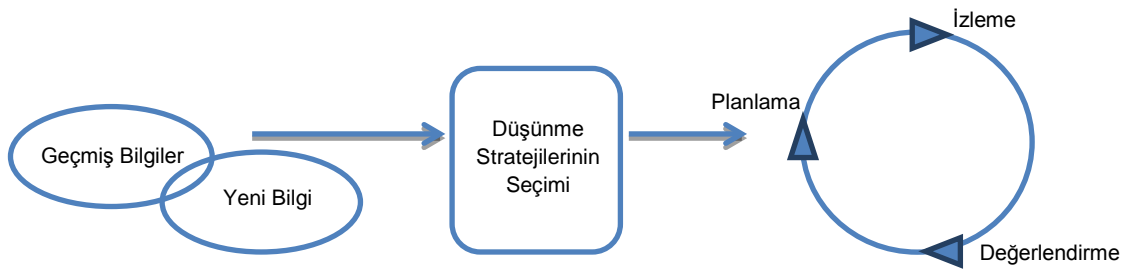 Geçmiş Bilgiler
Yeni Bilgi
Düşünme
Stratejilerinin
Seçimi
Planlama
İzleme
Değerlendirme